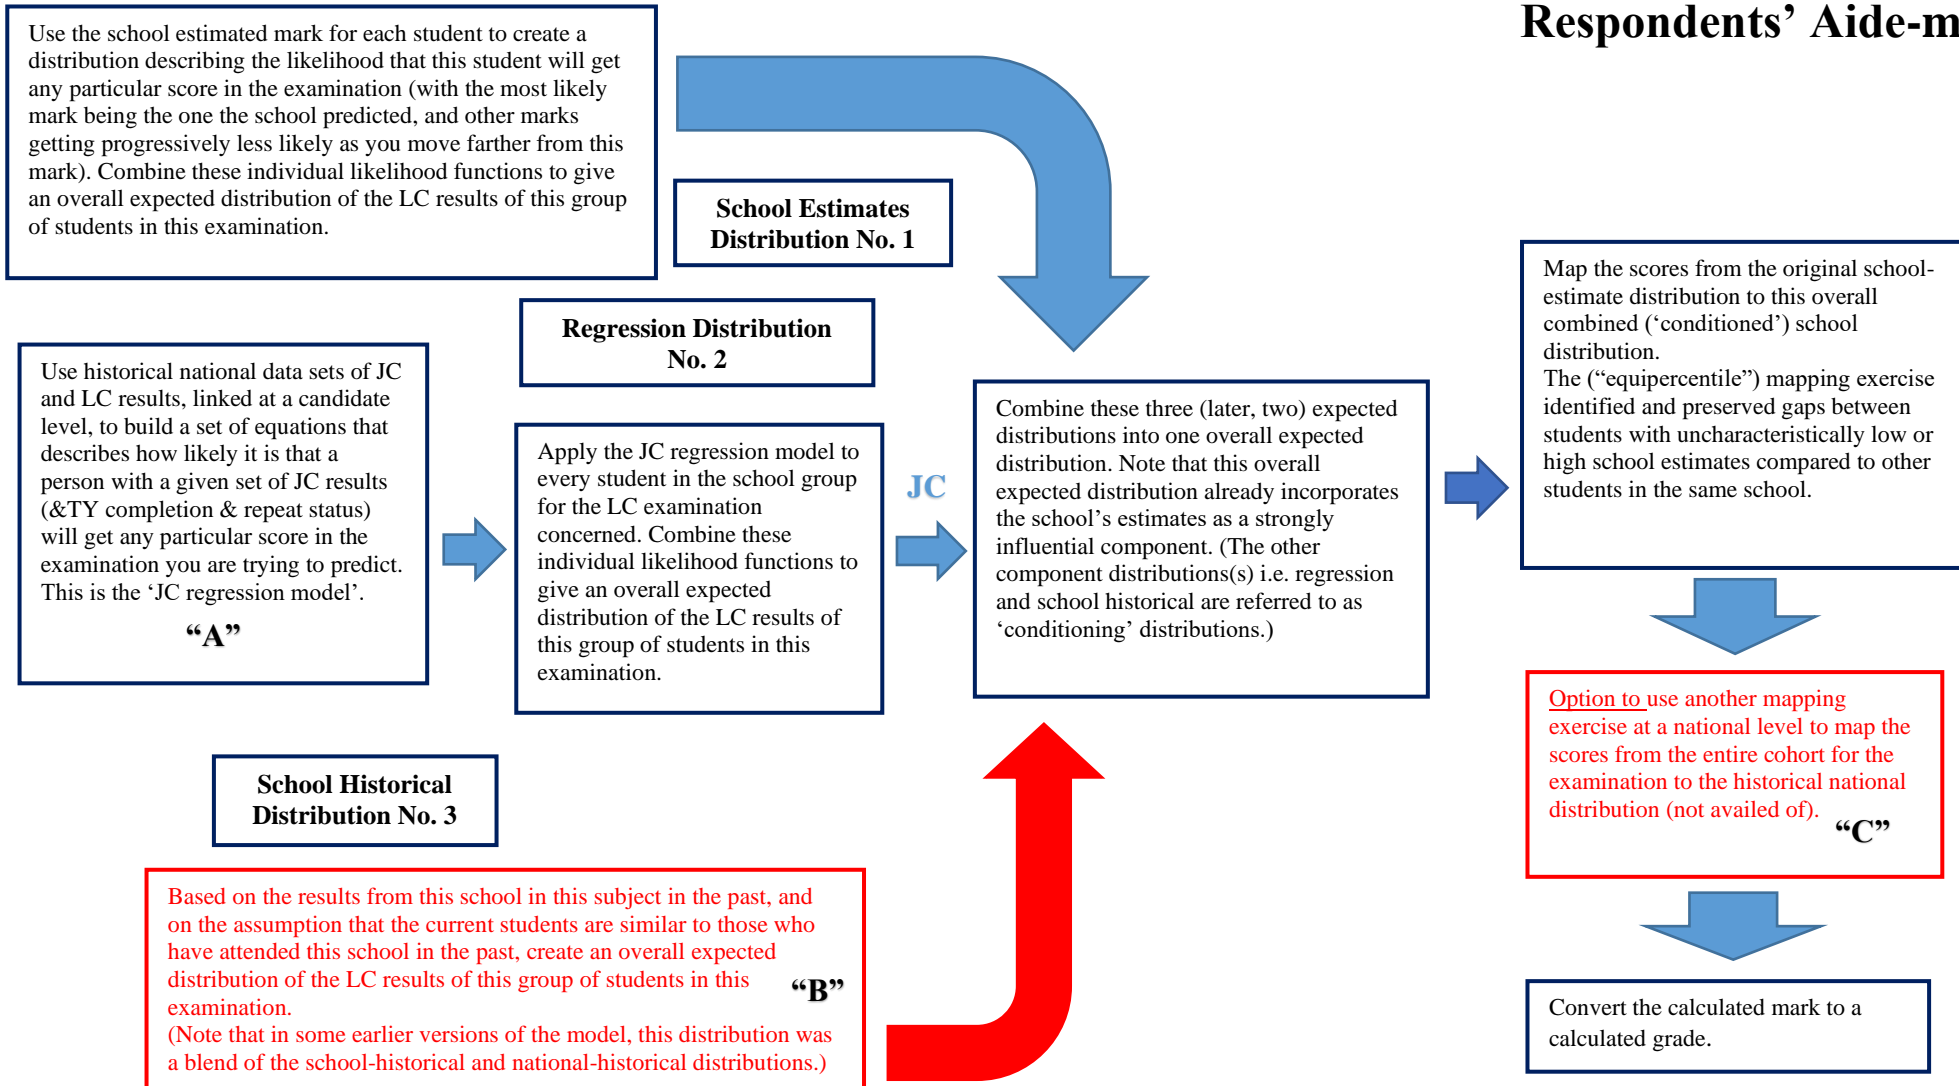 Respondents’ Aide-m
Use the school estimated mark for each student to create a
distribution describing the likelihood that this student will get
any particular score in the examination (with the most likely
mark being the one the school predicted, and other marks
getting progressively less likely as you move farther from this
mark). Combine these individual likelihood functions to give
an overall expected distribution of the LC results of this group
of students in this examination.
School Estimates
Distribution No. 1
Regression Distribution
No. 2
Use historical national data sets of JC
and LC results, linked at a candidate
level, to build a set of equations that
describes how likely it is that a
person with a given set of JC results
(&TY completion & repeat status)
will get any particular score in the
examination you are trying to predict.
This is the ‘JC regression model’.
“A”
Apply the JC regression model to
every student in the school group
for the LC examination
concerned. Combine these
individual likelihood functions to
give an overall expected
distribution of the LC results of
this group of students in this
examination.
JC
Combine these three (later, two) expected
distributions into one overall expected
distribution. Note that this overall
expected distribution already incorporates
the school’s estimates as a strongly
influential component. (The other
component distributions(s) i.e. regression
and school historical are referred to as
‘conditioning’ distributions.)
Map the scores from the original school-
estimate distribution to this overall
combined (‘conditioned’) school
distribution.
The (“equipercentile”) mapping exercise
identified and preserved gaps between
students with uncharacteristically low or
high school estimates compared to other
students in the same school.
Option to use another mapping
exercise at a national level to map the
scores from the entire cohort for the
examination to the historical national
distribution (not availed of).
“C”
School Historical
Distribution No. 3
Based on the results from this school in this subject in the past, and
on the assumption that the current students are similar to those who
have attended this school in the past, create an overall expected
distribution of the LC results of this group of students in this
examination.
“B”
(Note that in some earlier versions of the model, this distribution was
a blend of the school-historical and national-historical distributions.)
Convert the calculated mark to a
calculated grade.